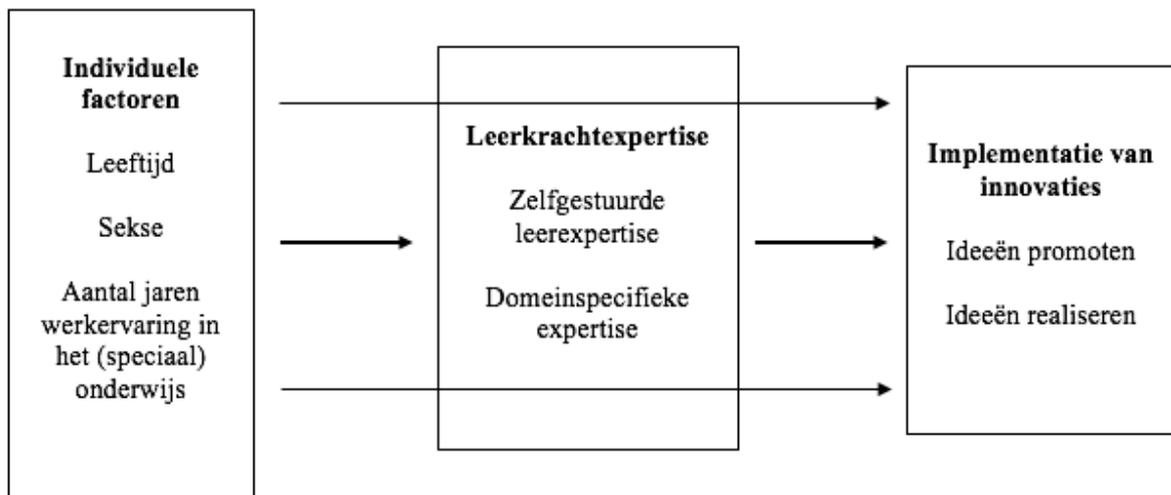 Individuele
factoren
Leeftijd
Sekse
Aantal jaren
werkervaring in
het (speciaal)
onderwijs
Leerkrachtexpertise
Zelfgestuurde
leerexpertise
Domeinspecifieke
expertise
Implementatie van
innovaties
Ideeën promoten
Ideeën realiseren